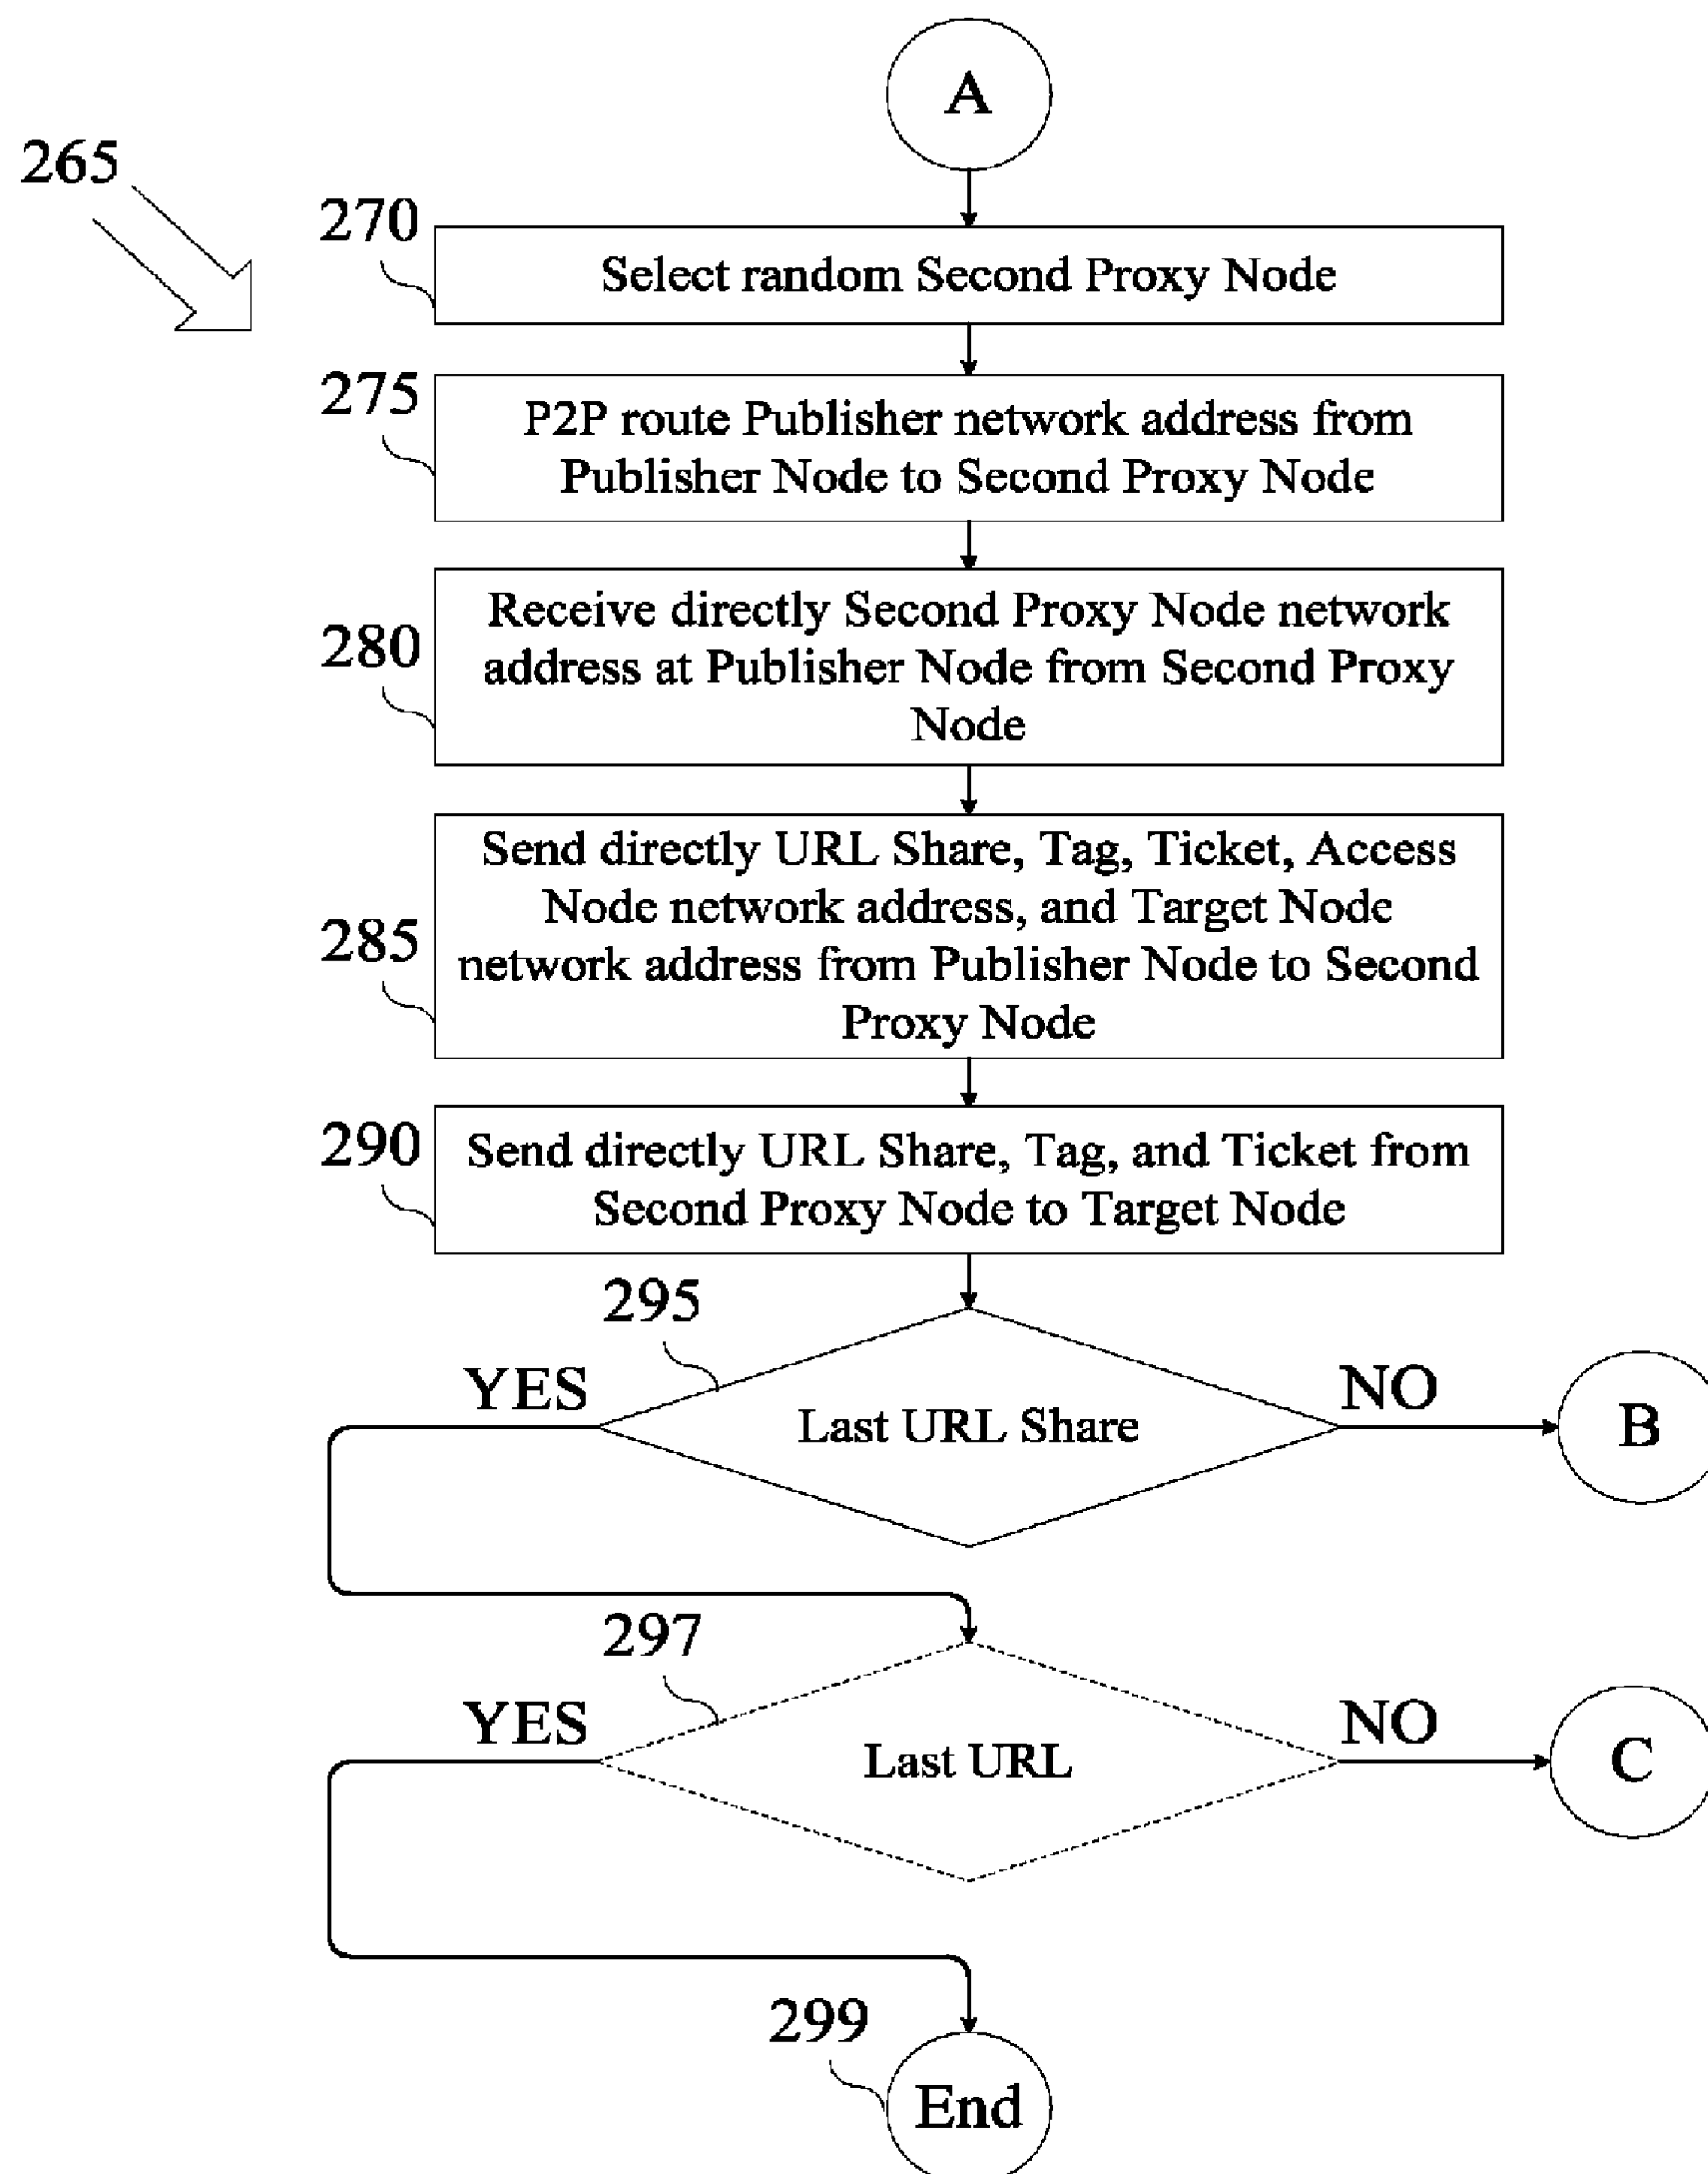 A
265
270
Select random Second Proxy Node
275
P2P route Publisher network address from
Publisher Node to Second Proxy Node
280
Receive directly Second Proxy Node network
address at Publisher Node from Second Proxy
Node
285
Send directly URL Share, Tag, Ticket, Access
Node network address, and Target Node
network address from Publisher Node to Second
Proxy Node
290
Send directly URL Share, Tag, and Ticket from
Second Proxy Node to Target Node
295
YES
NO
Last URL Share
B
297
YES
NO
Last URL
C
299
End